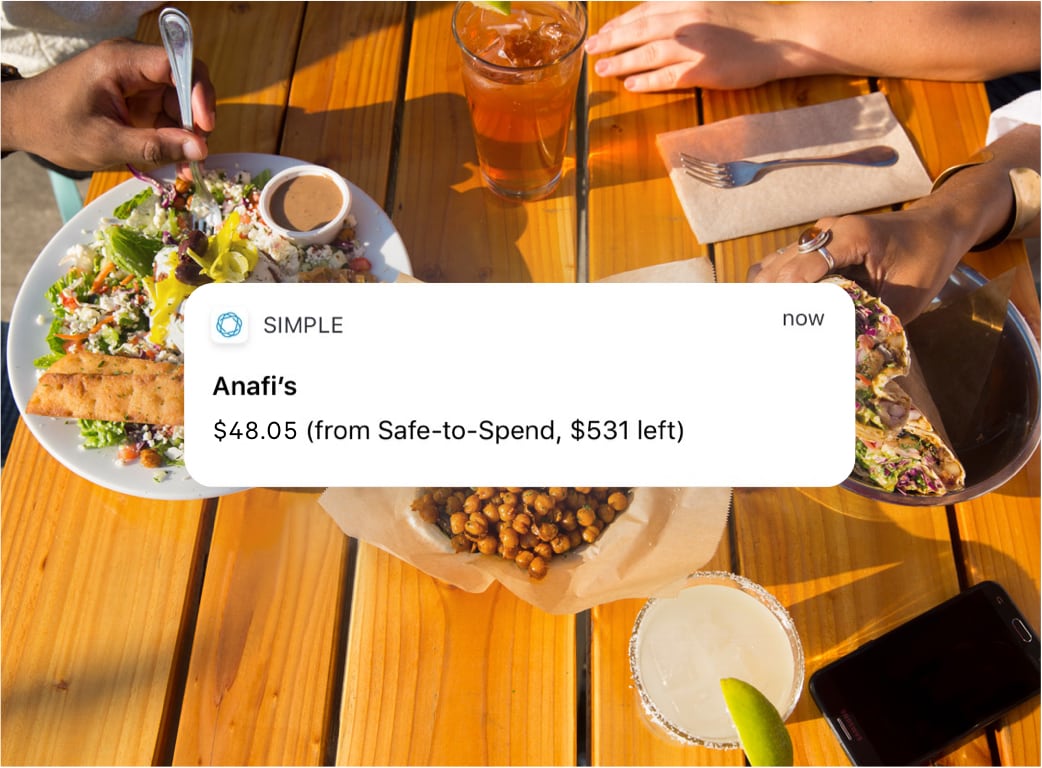 SIMPLE
now
Anafi’s
$48.05 (from Safe-to-Spend, $531 left)